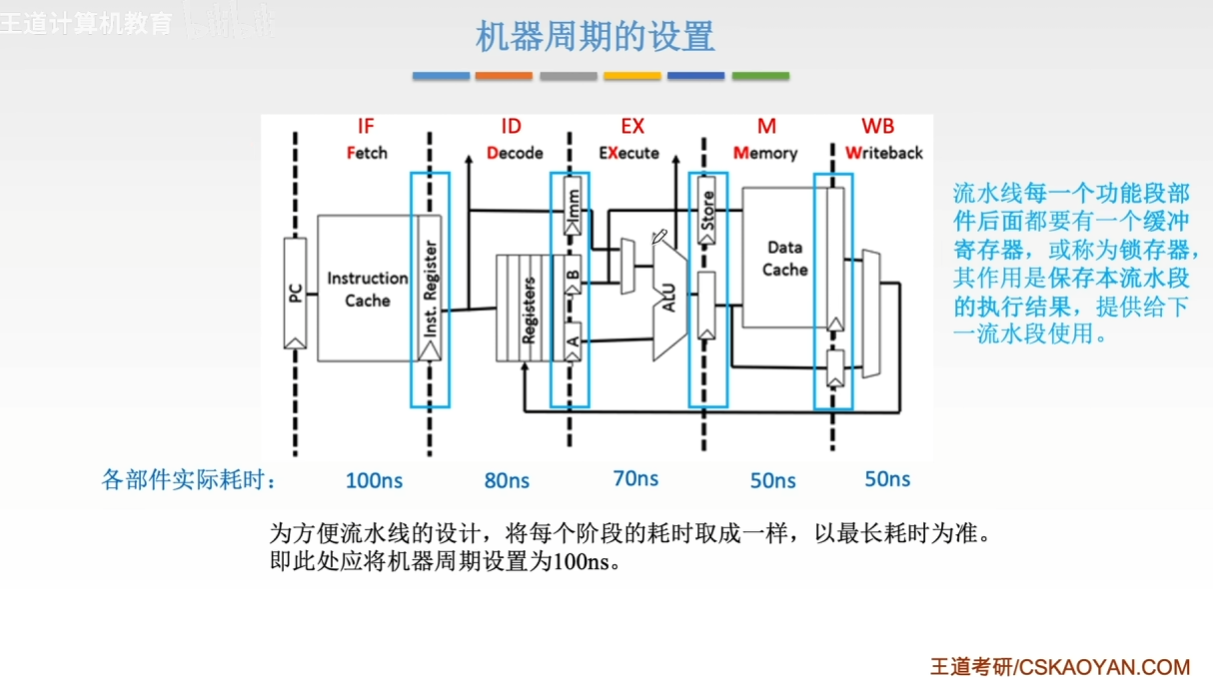 王道计算机教育
机器周期的设置
IF ID EX M WB
Fetch Decode EXecute Memory Writeback
PC
Instruction
Cache
Inst. Register
Registers
Imm
B
A
ALU
Store
Data
Cache
流水线每一个功能段部
件后面都要有一个缓冲
寄存器，或称为锁存器，
其作用是保存本流水段
的执行结果，提供给下
一流水段使用。
各部件实际耗时： 100ns 80ns 70ns 50ns 50ns
为方便流水线的设计，将每个阶段的耗时取成一样，以最长耗时为准。
即此处应将机器周期设置为100ns。
王道考研/CSKAOYAN.COM